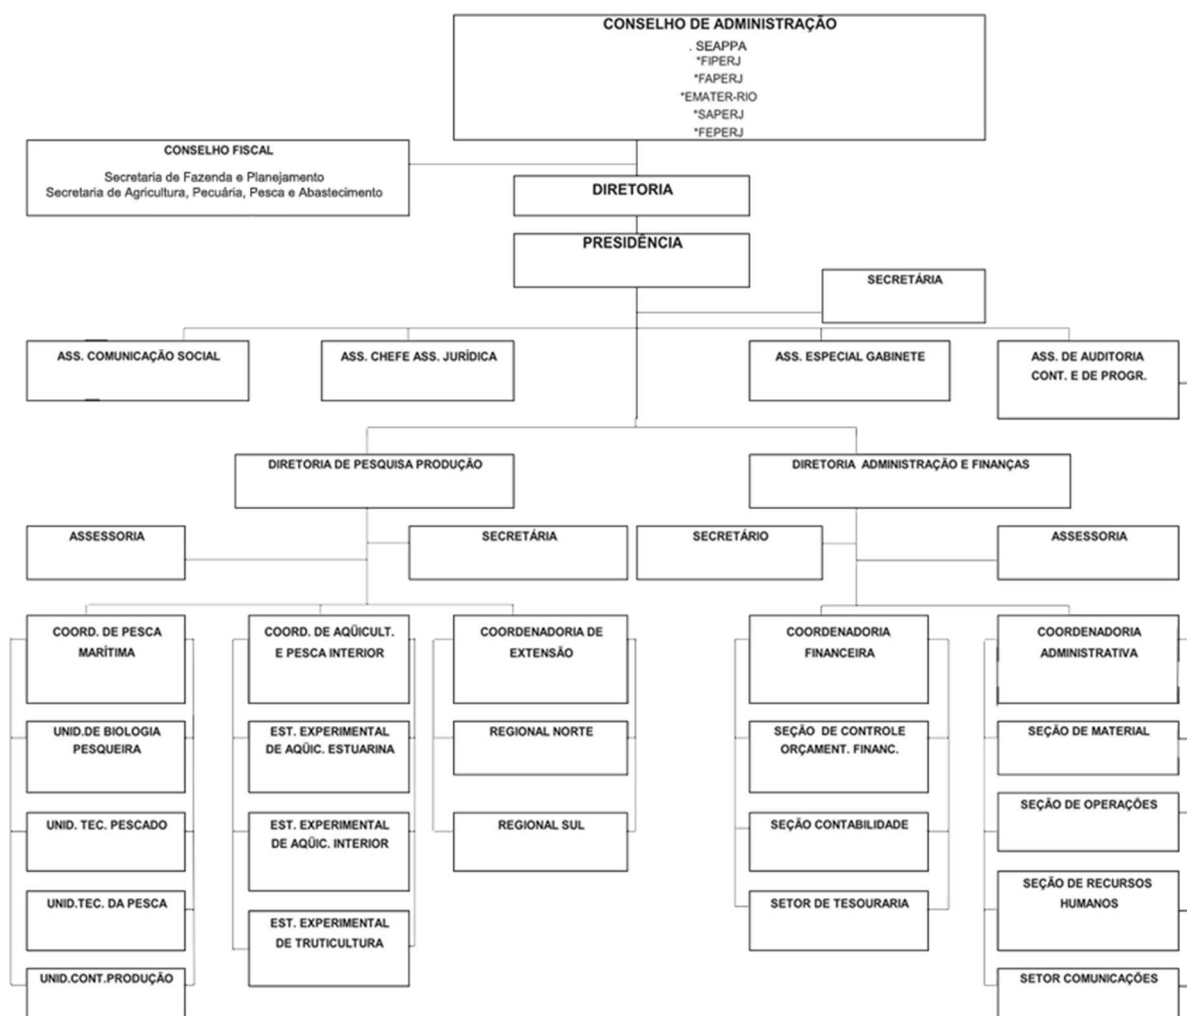 CONSELHO DE ADMINISTRAÇÃO
. SEAPPA
*FIPERJ
*FAPERJ
*EMATER-RIO
*SAPERJ
*FEPERJ
CONSELHO FISCAL
Secretaria de Fazenda e Planejamento
Secretaria de Agricultura, Pecuária, Pesca e Abastecimento
DIRETORIA
PRESIDÊNCIA
SECRETÁRIA
ASS. COMUNICAÇÃO SOCIAL
ASS. CHEFE ASS. JURÍDICA
ASS. ESPECIAL GABINETE
ASS. DE AUDITORIA
CONT. E DE PROGR.
DIRETORIA DE PESQUISA PRODUÇÃO
DIRETORIA ADMINISTRAÇÃO E FINANÇAS
ASSESSORIA
SECRETÁRIA
SECRETÁRIO
ASSESSORIA
COORD. DE PESCA
MARÍTIMA
COORD. DE AQÜICULT.
E PESCA INTERIOR
COORDENADORIA DE
EXTENSÃO
COORDENADORIA
FINANCEIRA
COORDENADORIA
ADMINISTRATIVA
UNID.DE BIOLOGIA
PESQUEIRA
EST. EXPERIMENTAL
DE AQÜIC. ESTUARINA
REGIONAL NORTE
SEÇÃO DE CONTROLE
ORÇAMENT. FINANC.
SEÇÃO DE MATERIAL
UNID. TEC. PESCADO
EST. EXPERIMENTAL
DE AQÜIC. INTERIOR
REGIONAL SUL
SEÇÃO CONTABILIDADE
SEÇÃO DE OPERAÇÕES
UNID.TEC. DA PESCA
EST. EXPERIMENTAL
DE TRUTICULTURA
SETOR DE TESOURARIA
SEÇÃO DE RECURSOS
HUMANOS
UNID.CONT.PRODUÇÃO
SETOR COMUNICAÇÕES